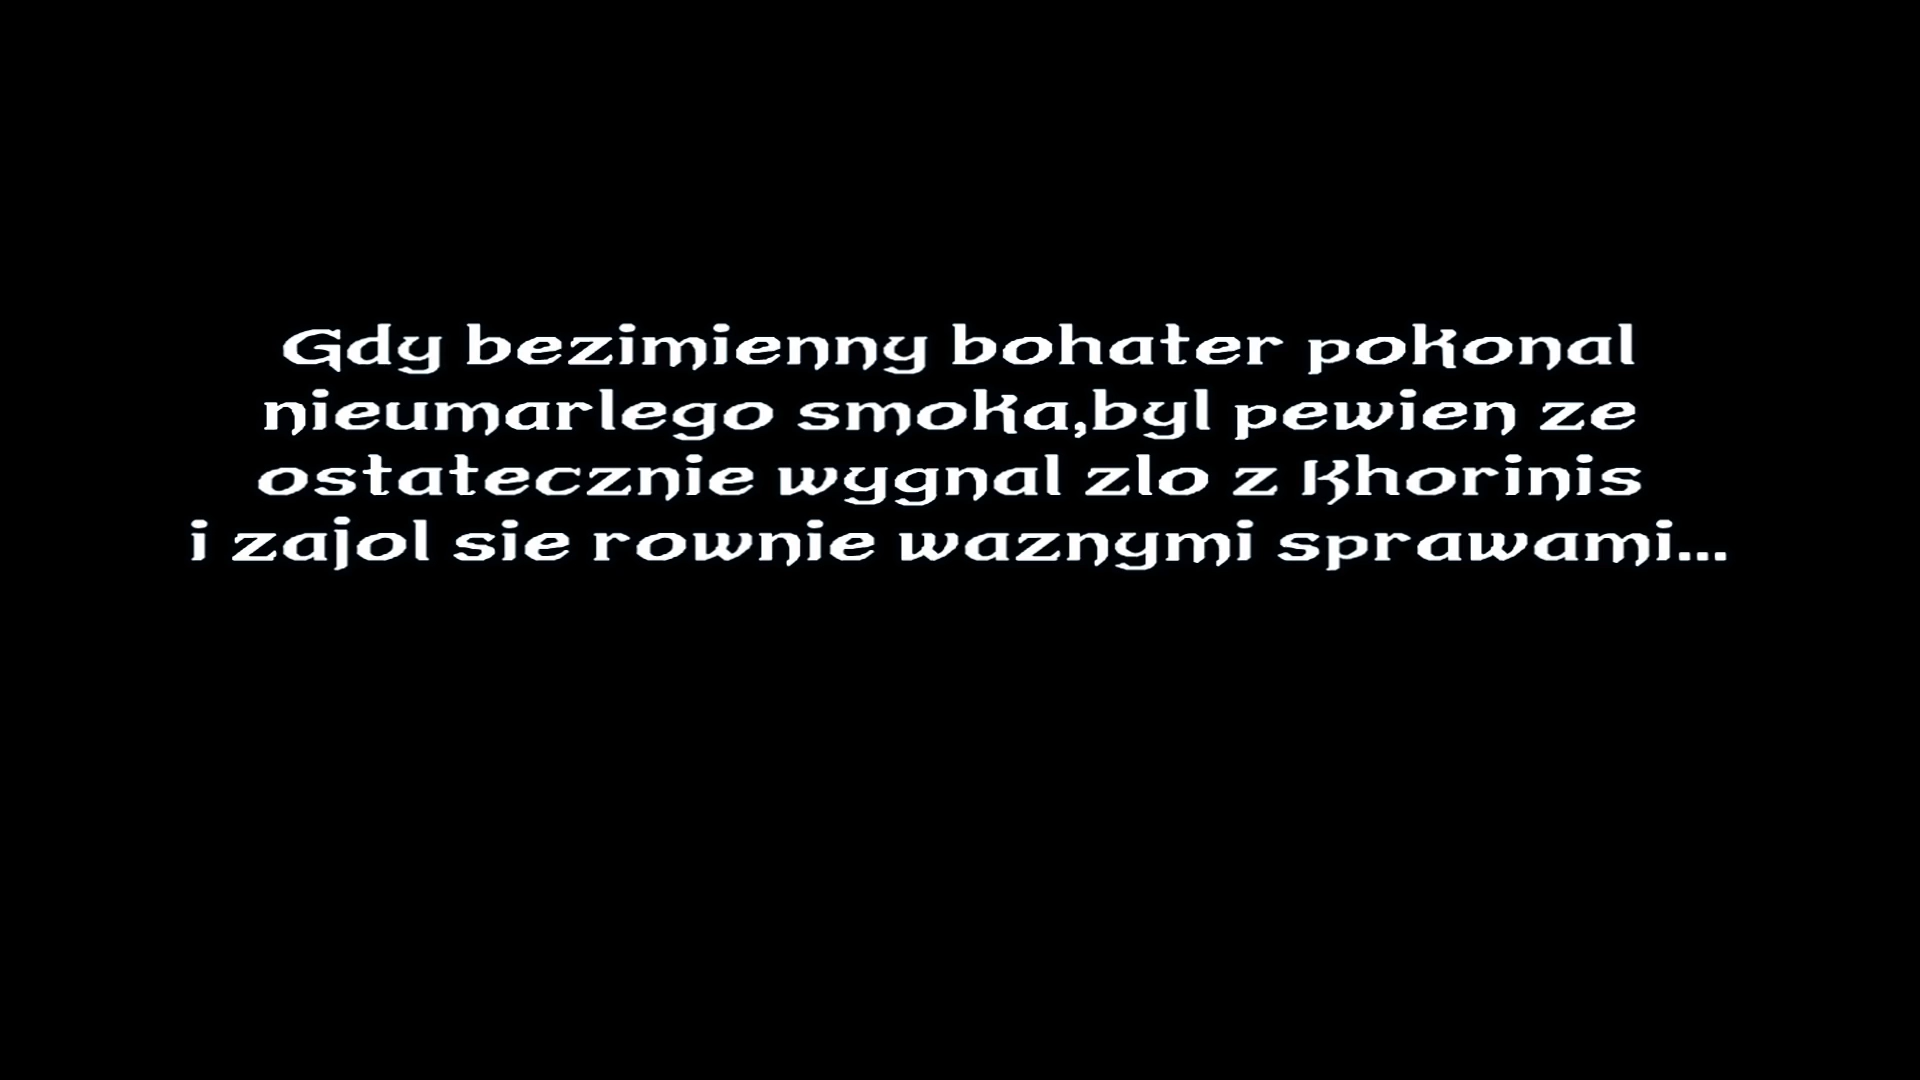 Gdy bezimienny bohater pokonal
nieumarlego smoka,byl pewien ze
ostatecznie wygnal zlo z Khorinis
i zajol sie rownie waznymi sprawami...